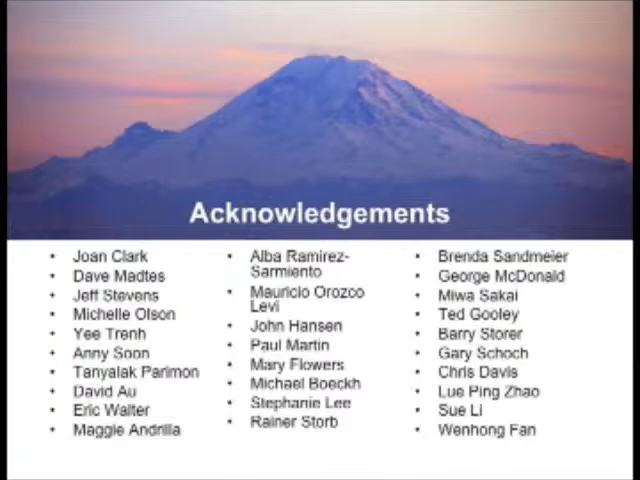 Acknowledgements
• Joan Clark
• Dave Madtes
• Jeff Stevens
• Michelle Olson
• Yee Trenh
• Anny Soon
• Tanyalak Parimon
• David Au
• Eric Walter
• Maggie Andrilla
• Alba Ramirez-
Sarmiento
• Mauricio Orozco
Levi
• John Hansen
• Paul Martin
• Mary Flowers
• Michael Boeckh
• Stephanie Lee
• Rainer Storb
• Brenda Sandmeier
• George McDonald
• Miwa Sakai
• Ted Gooley
• Barry Storer
• Gary Schoch
• Chris Davis
• Lue Ping Zhao
• Sue Li
• Wenhong Fan